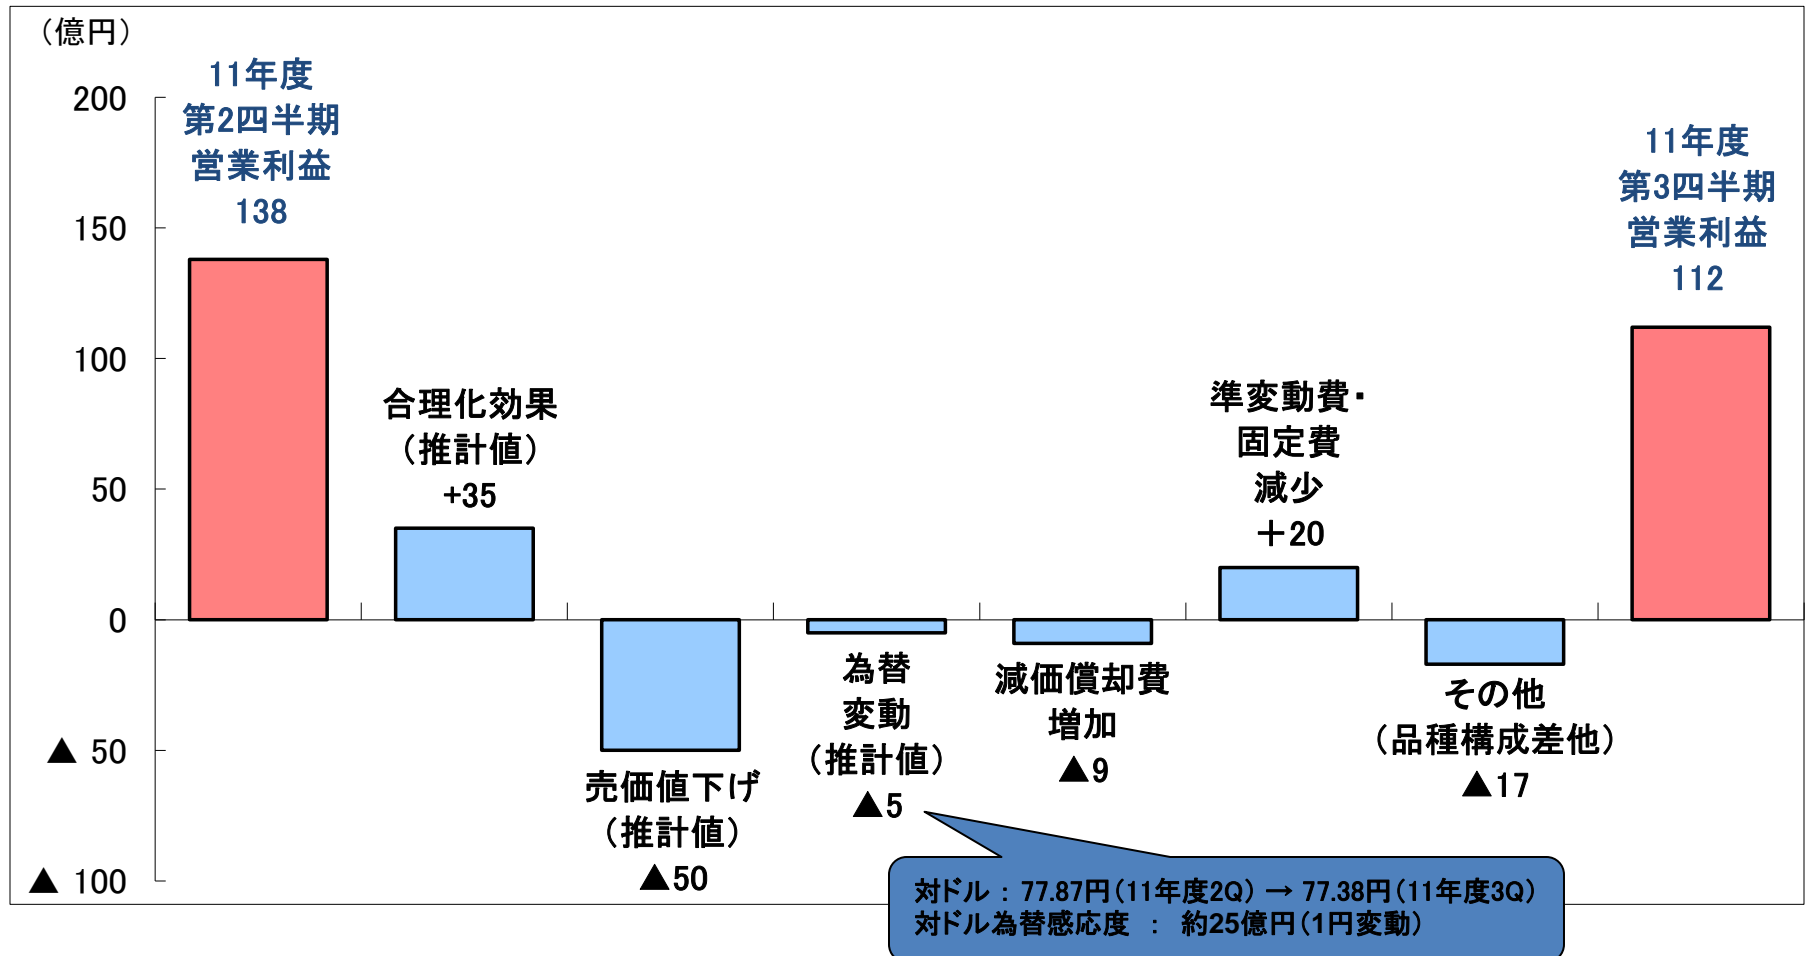 （億円）
200
150
100
50
0
▲ 50
▲ 100
11年度
第2四半期
営業利益
138
合理化効果
（推計値）
+35
売価値下げ
（推計値）
▲50
為替
変動
（推計値）
▲5
減価償却費
増加
▲9
準変動費・
固定費
減少
＋20
その他
（品種構成差他）
▲17
11年度
第3四半期
営業利益
112
対ドル ： 77.87円（11年度2Q） → 77.38円（11年度3Q）
対ドル為替感応度 ： 約25億円（1円変動）